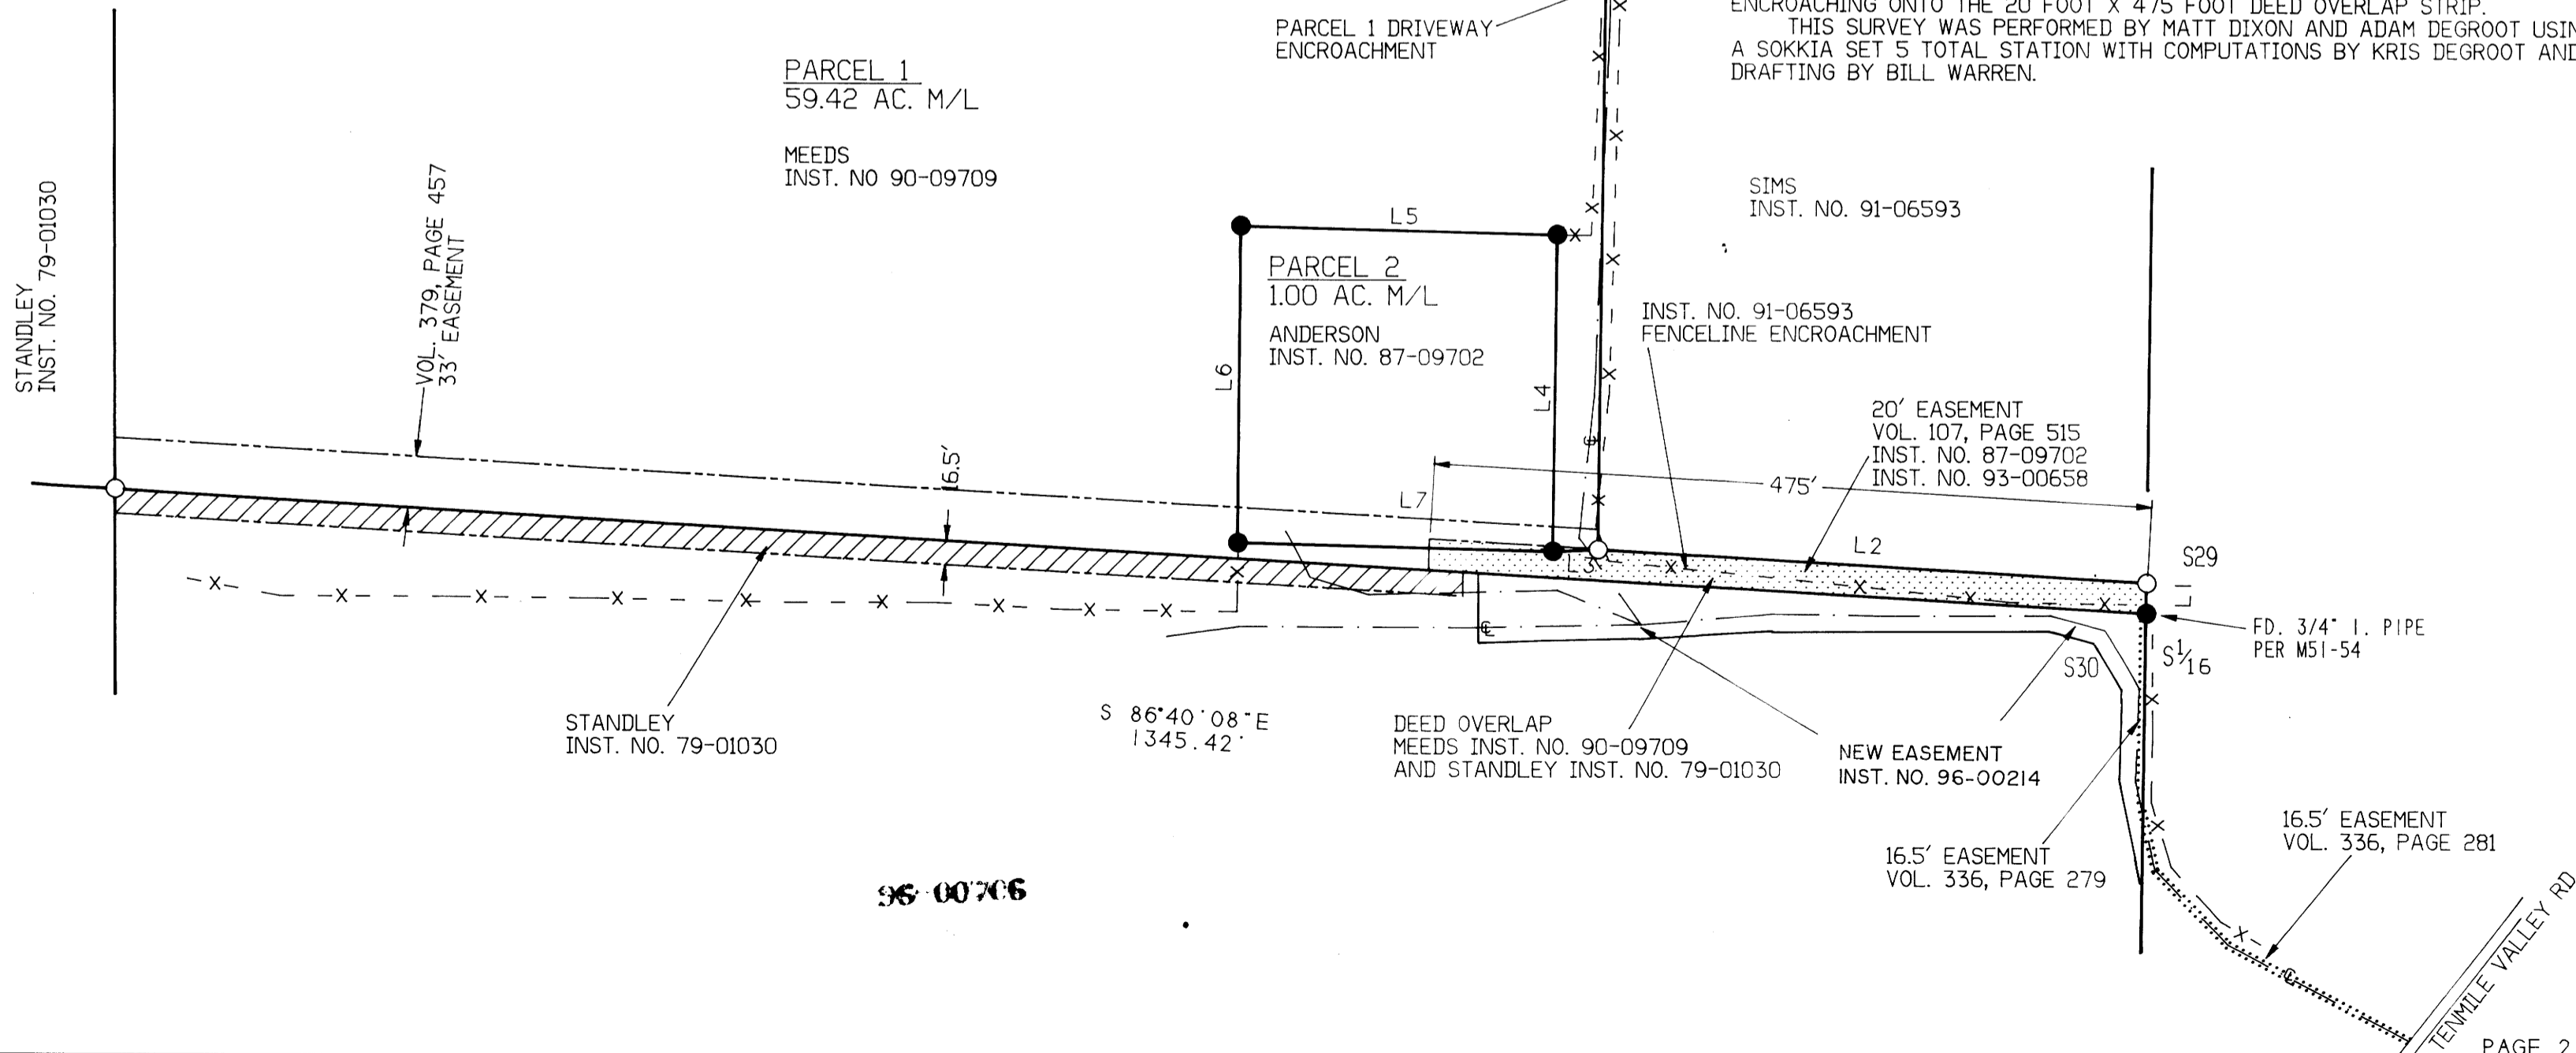 ENCROACHING ONTO THE 20 FOOT X 475 FOOT DEED OVERLAP STRIP.
THIS SURVEY WAS PERFORMED BY MATT DIXON AND ADAM DEGROOT USIN
A SOKKIA SET 5 TOTAL STATION WITH COMPUTATIONS BY KRIS DEGROOT AND
DRAFTING BY BILL WARREN.
PARCEL 1 DRIVEWAY
ENCROACHMENT
PARCEL 1
59.42 AC. M/L
MEEDS
INST. NO 90-09709
STANDLEY
INST. NO. 79-01030
VOL. 379, PAGE 457
33' EASEMENT
SIMS
INST. NO. 91-06593
L5
PARCEL 2
1.00 AC. M/L
ANDERSON
INST. NO. 87-09702
L6
L4
INST. NO. 91-06593
FENCELINE ENCROACHMENT
20' EASEMENT
VOL. 107, PAGE 515
INST. NO. 87-09702
INST. NO. 93-00658
16.5'
475'
L7
L2
L3
S29
L1
FD. 3/4" I. PIPE
PER M51-54
S1/16
S30
STANDLEY
INST. NO. 79-01030
S 86°40'08"E
1345.42'
DEED OVERLAP
MEEDS INST. NO. 90-09709
AND STANDLEY INST. NO. 79-01030
NEW EASEMENT
INST. NO. 96-00214
16.5' EASEMENT
VOL. 336, PAGE 279
16.5' EASEMENT
VOL. 336, PAGE 281
96-00706
TENMILE VALLEY RD
PAGE 2